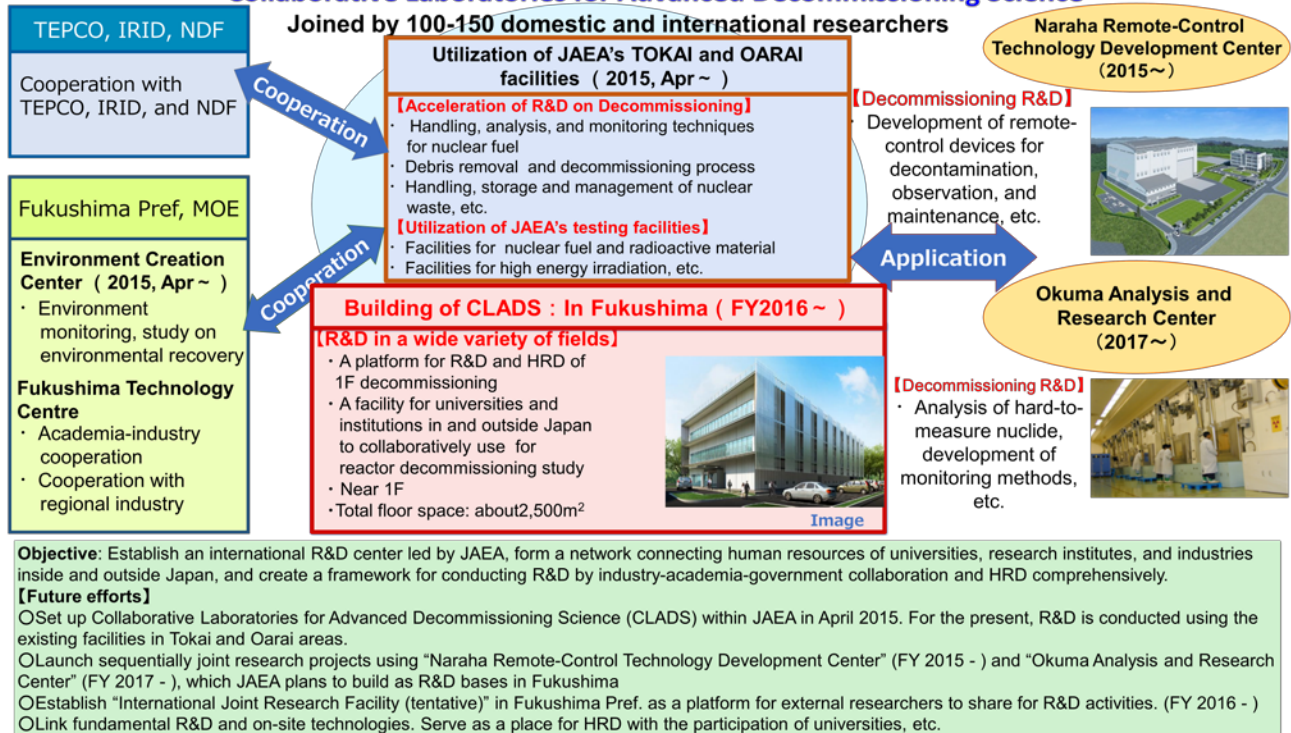 Collaborative Laboratories for Advanced Decommissioning Science
Joined by 100-150 domestic and international researchers
TEPCO, IRID, NDF
Cooperation with
TEPCO, IRID, and NDF
Cooperation
Fukushima Pref, MOE
Environment Creation
Center ( 2015, Apr~ )
・ Environment
monitoring, study on
environmental recovery
Fukushima Technology
Centre
・ Academia-industry
cooperation
・ Cooperation with
regional industry
Cooperation
Utilization of JAEA's TOKAI and OARAI
facilities ( 2015, Apr~ )
【Acceleration of R&D on Decommissioning】
・ Handling, analysis, and monitoring techniques
for nuclear fuel
・ Debris removal and decommissioning process
・ Handling, storage and management of nuclear
waste, etc.
【Utilization of JAEA's testing facilities】
・ Facilities for nuclear fuel and radioactive material
・ Facilities for high energy irradiation, etc.
Building of CLADS : In Fukushima ( FY2016~ )
【R&D in a wide variety of fields】
・A platform for R&D and HRD of
1F decommissioning
・A facility for universities and
institutions in and outside Japan
to collaboratively use for
reactor decommissioning study
・Near 1F
・Total floor space: about2,500m²
Image
Application
Naraha Remote-Control
Technology Development Center
(2015~)
【Decommissioning R&D】
・ Development of remote-
control devices for
decontamination,
observation, and
maintenance, etc.
Okuma Analysis and
Research Center
(2017~)
【Decommissioning R&D】
・ Analysis of hard-to-
measure nuclide,
development of
monitoring methods,
etc.
Objective: Establish an international R&D center led by JAEA, form a network connecting human resources of universities, research institutes, and industries
inside and outside Japan, and create a framework for conducting R&D by industry-academia-government collaboration and HRD comprehensively.
【Future efforts】
○Set up Collaborative Laboratories for Advanced Decommissioning Science (CLADS) within JAEA in April 2015. For the present, R&D is conducted using the
existing facilities in Tokai and Oarai areas.
○Launch sequentially joint research projects using “Naraha Remote-Control Technology Development Center” (FY 2015 - ) and “Okuma Analysis and Research
Center” (FY 2017 - ), which JAEA plans to build as R&D bases in Fukushima
○Establish “International Joint Research Facility (tentative)” in Fukushima Pref. as a platform for external researchers to share for R&D activities. (FY 2016 - )
○Link fundamental R&D and on-site technologies. Serve as a place for HRD with the participation of universities, etc.